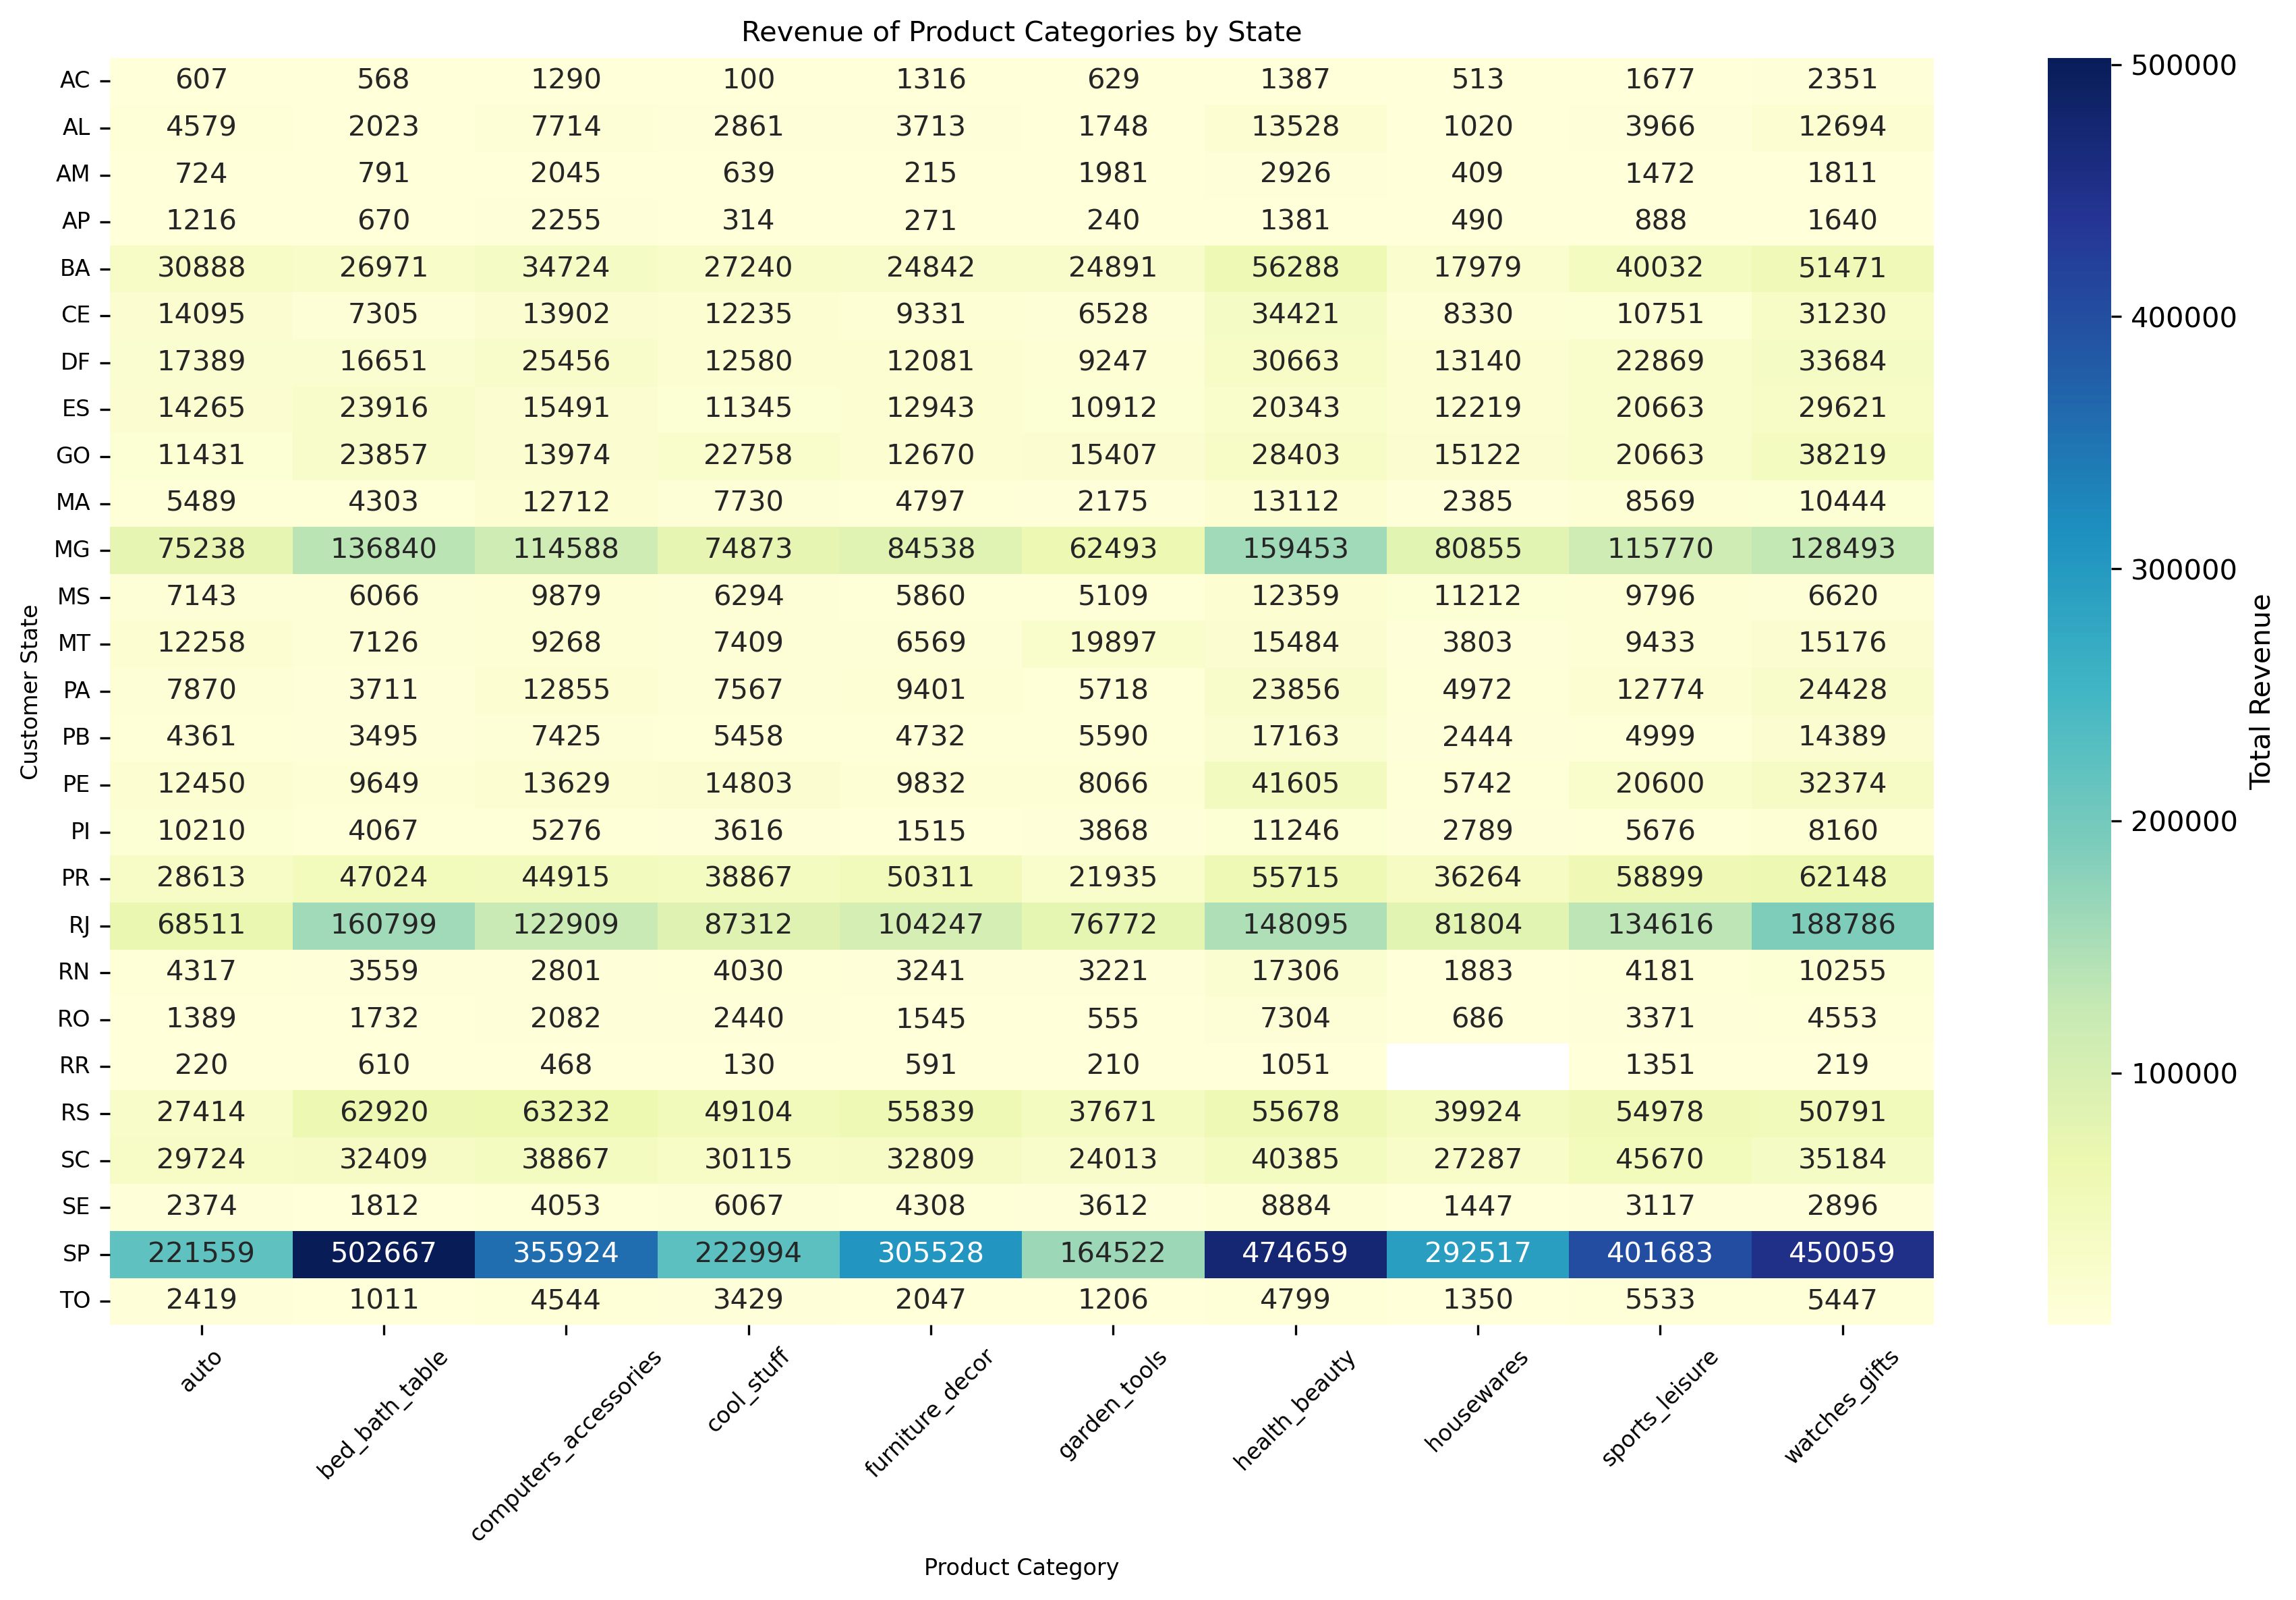 Revenue of Product Categories by State
AC 607 568 1290 100 1316 629 1387 513 1677 2351
AL 4579 2023 7714 2861 3713 1748 13528 1020 3966 12694
AM 724 791 2045 639 215 1981 2926 409 1472 1811
AP 1216 670 2255 314 271 240 1381 490 888 1640
BA 30888 26971 34724 27240 24842 24891 56288 17979 40032 51471
CE 14095 7305 13902 12235 9331 6528 34421 8330 10751 31230
DF 17389 16651 25456 12580 12081 9247 30663 13140 22869 33684
ES 14265 23916 15491 11345 12943 10912 20343 12219 20663 29621
GO 11431 23857 13974 22758 12670 15407 28403 15122 20663 38219
MA 5489 4303 12712 7730 4797 2175 13112 2385 8569 10444
MG 75238 136840 114588 74873 84538 62493 159453 80855 115770 128493
MS 7143 6066 9879 6294 5860 5109 12359 11212 9796 6620
MT 12258 7126 9268 7409 6569 19897 15484 3803 9433 15176
PA 7870 3711 12855 7567 9401 5718 23856 4972 12774 24428
PB 4361 3495 7425 5458 4732 5590 17163 2444 4999 14389
PE 12450 9649 13629 14803 9832 8066 41605 5742 20600 32374
PI 10210 4067 5276 3616 1515 3868 11246 2789 5676 8160
PR 28613 47024 44915 38867 50311 21935 55715 36264 58899 62148
RJ 68511 160799 122909 87312 104247 76772 148095 81804 134616 188786
RN 4317 3559 2801 4030 3241 3221 17306 1883 4181 10255
RO 1389 1732 2082 2440 1545 555 7304 686 3371 4553
RR 220 610 468 130 591 210 1051 1351 219
RS 27414 62920 63232 49104 55839 37671 55678 39924 54978 50791
SC 29724 32409 38867 30115 32809 24013 40385 27287 45670 35184
SE 2374 1812 4053 6067 4308 3612 8884 1447 3117 2896
SP 221559 502667 355924 222994 305528 164522 474659 292517 401683 450059
TO 2419 1011 4544 3429 2047 1206 4799 1350 5533 5447
auto bed_bath_table computers_accessories cool_stuff furniture_decor garden_tools health_beauty housewares sports_leisure watches_gifts
Product Category
Customer State
500000
400000
300000
200000
100000
Total Revenue